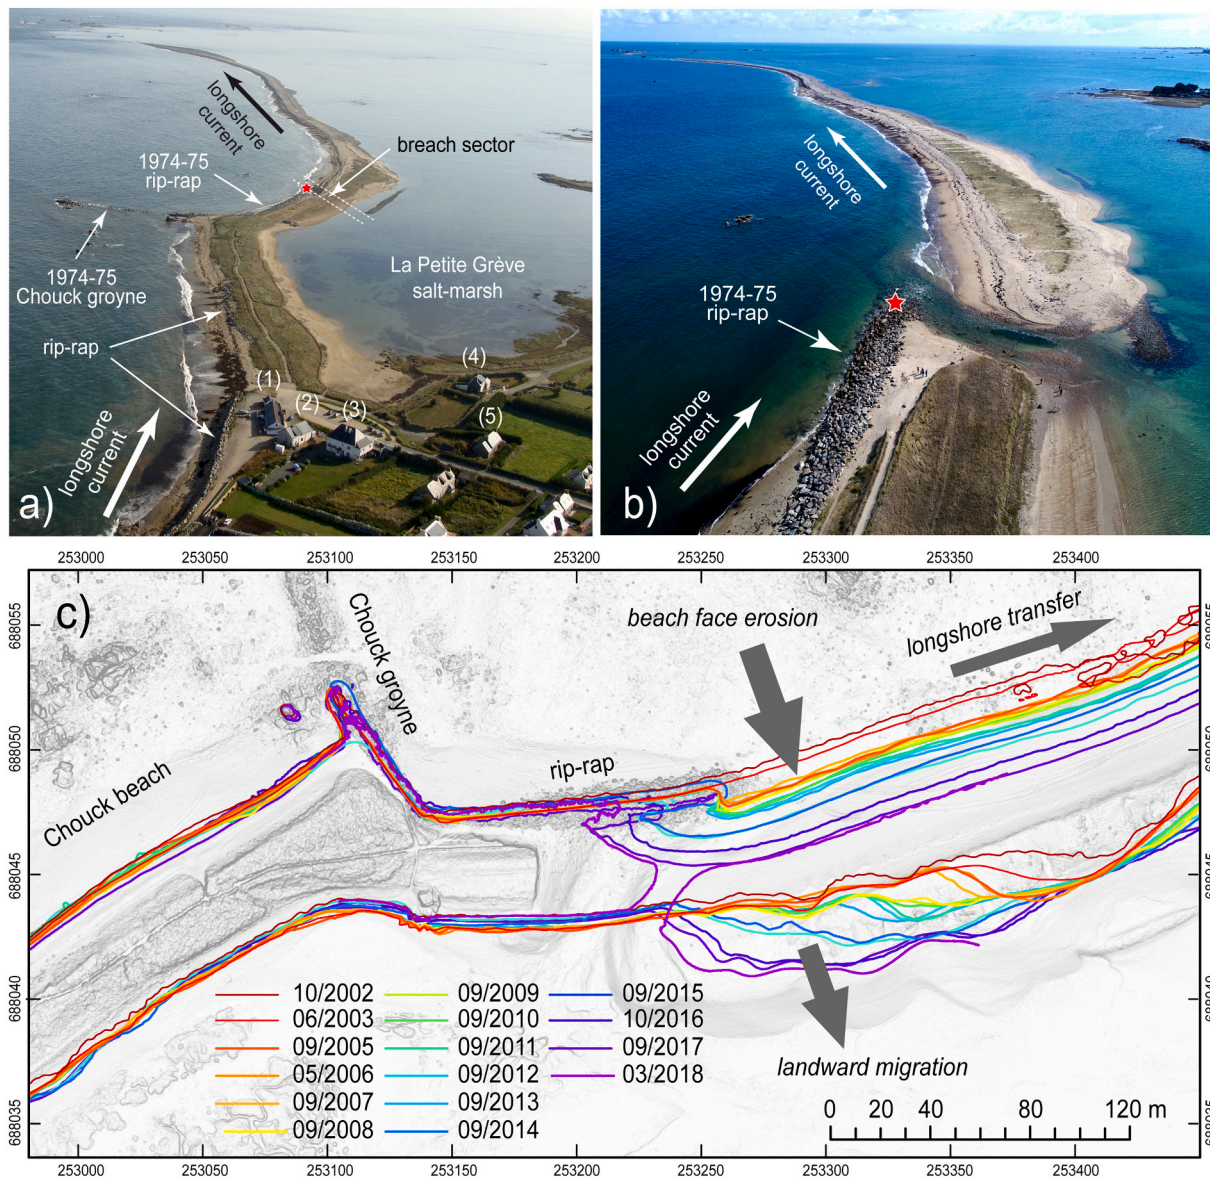 longshore
current
breach sector
1974-75
rip-rap
1974-75
Chouck groyne
La Petite Grève
salt-marsh
rip-rap
(1)
(2)
(3)
(4)
(5)
longshore
current
a)
longshore
current
1974-75
rip-rap
longshore
current
b)
253000
253050
253100
253150
253200
253250
253300
253350
253400
c)
688055
688050
688045
688040
688035
688055
688050
688045
688040
688035
Chouck groyne
beach face erosion
longshore transfer
Chouck beach
rip-rap
landward migration
10/2002
06/2003
09/2005
05/2006
09/2007
09/2008
09/2009
09/2010
09/2011
09/2012
09/2013
09/2014
09/2015
10/2016
09/2017
03/2018
0 20 40 80 120 m
253000
253050
253100
253150
253200
253250
253300
253350
253400